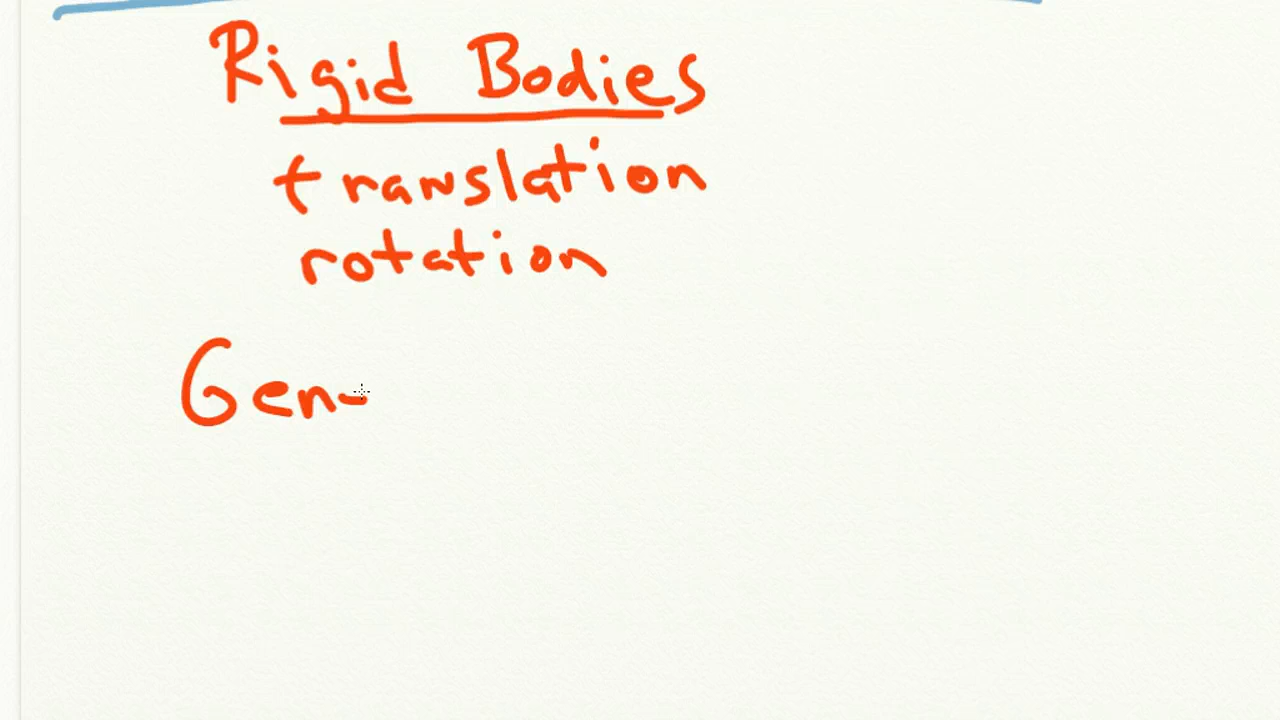 Rigid Bodies
translation
rotation
Gen